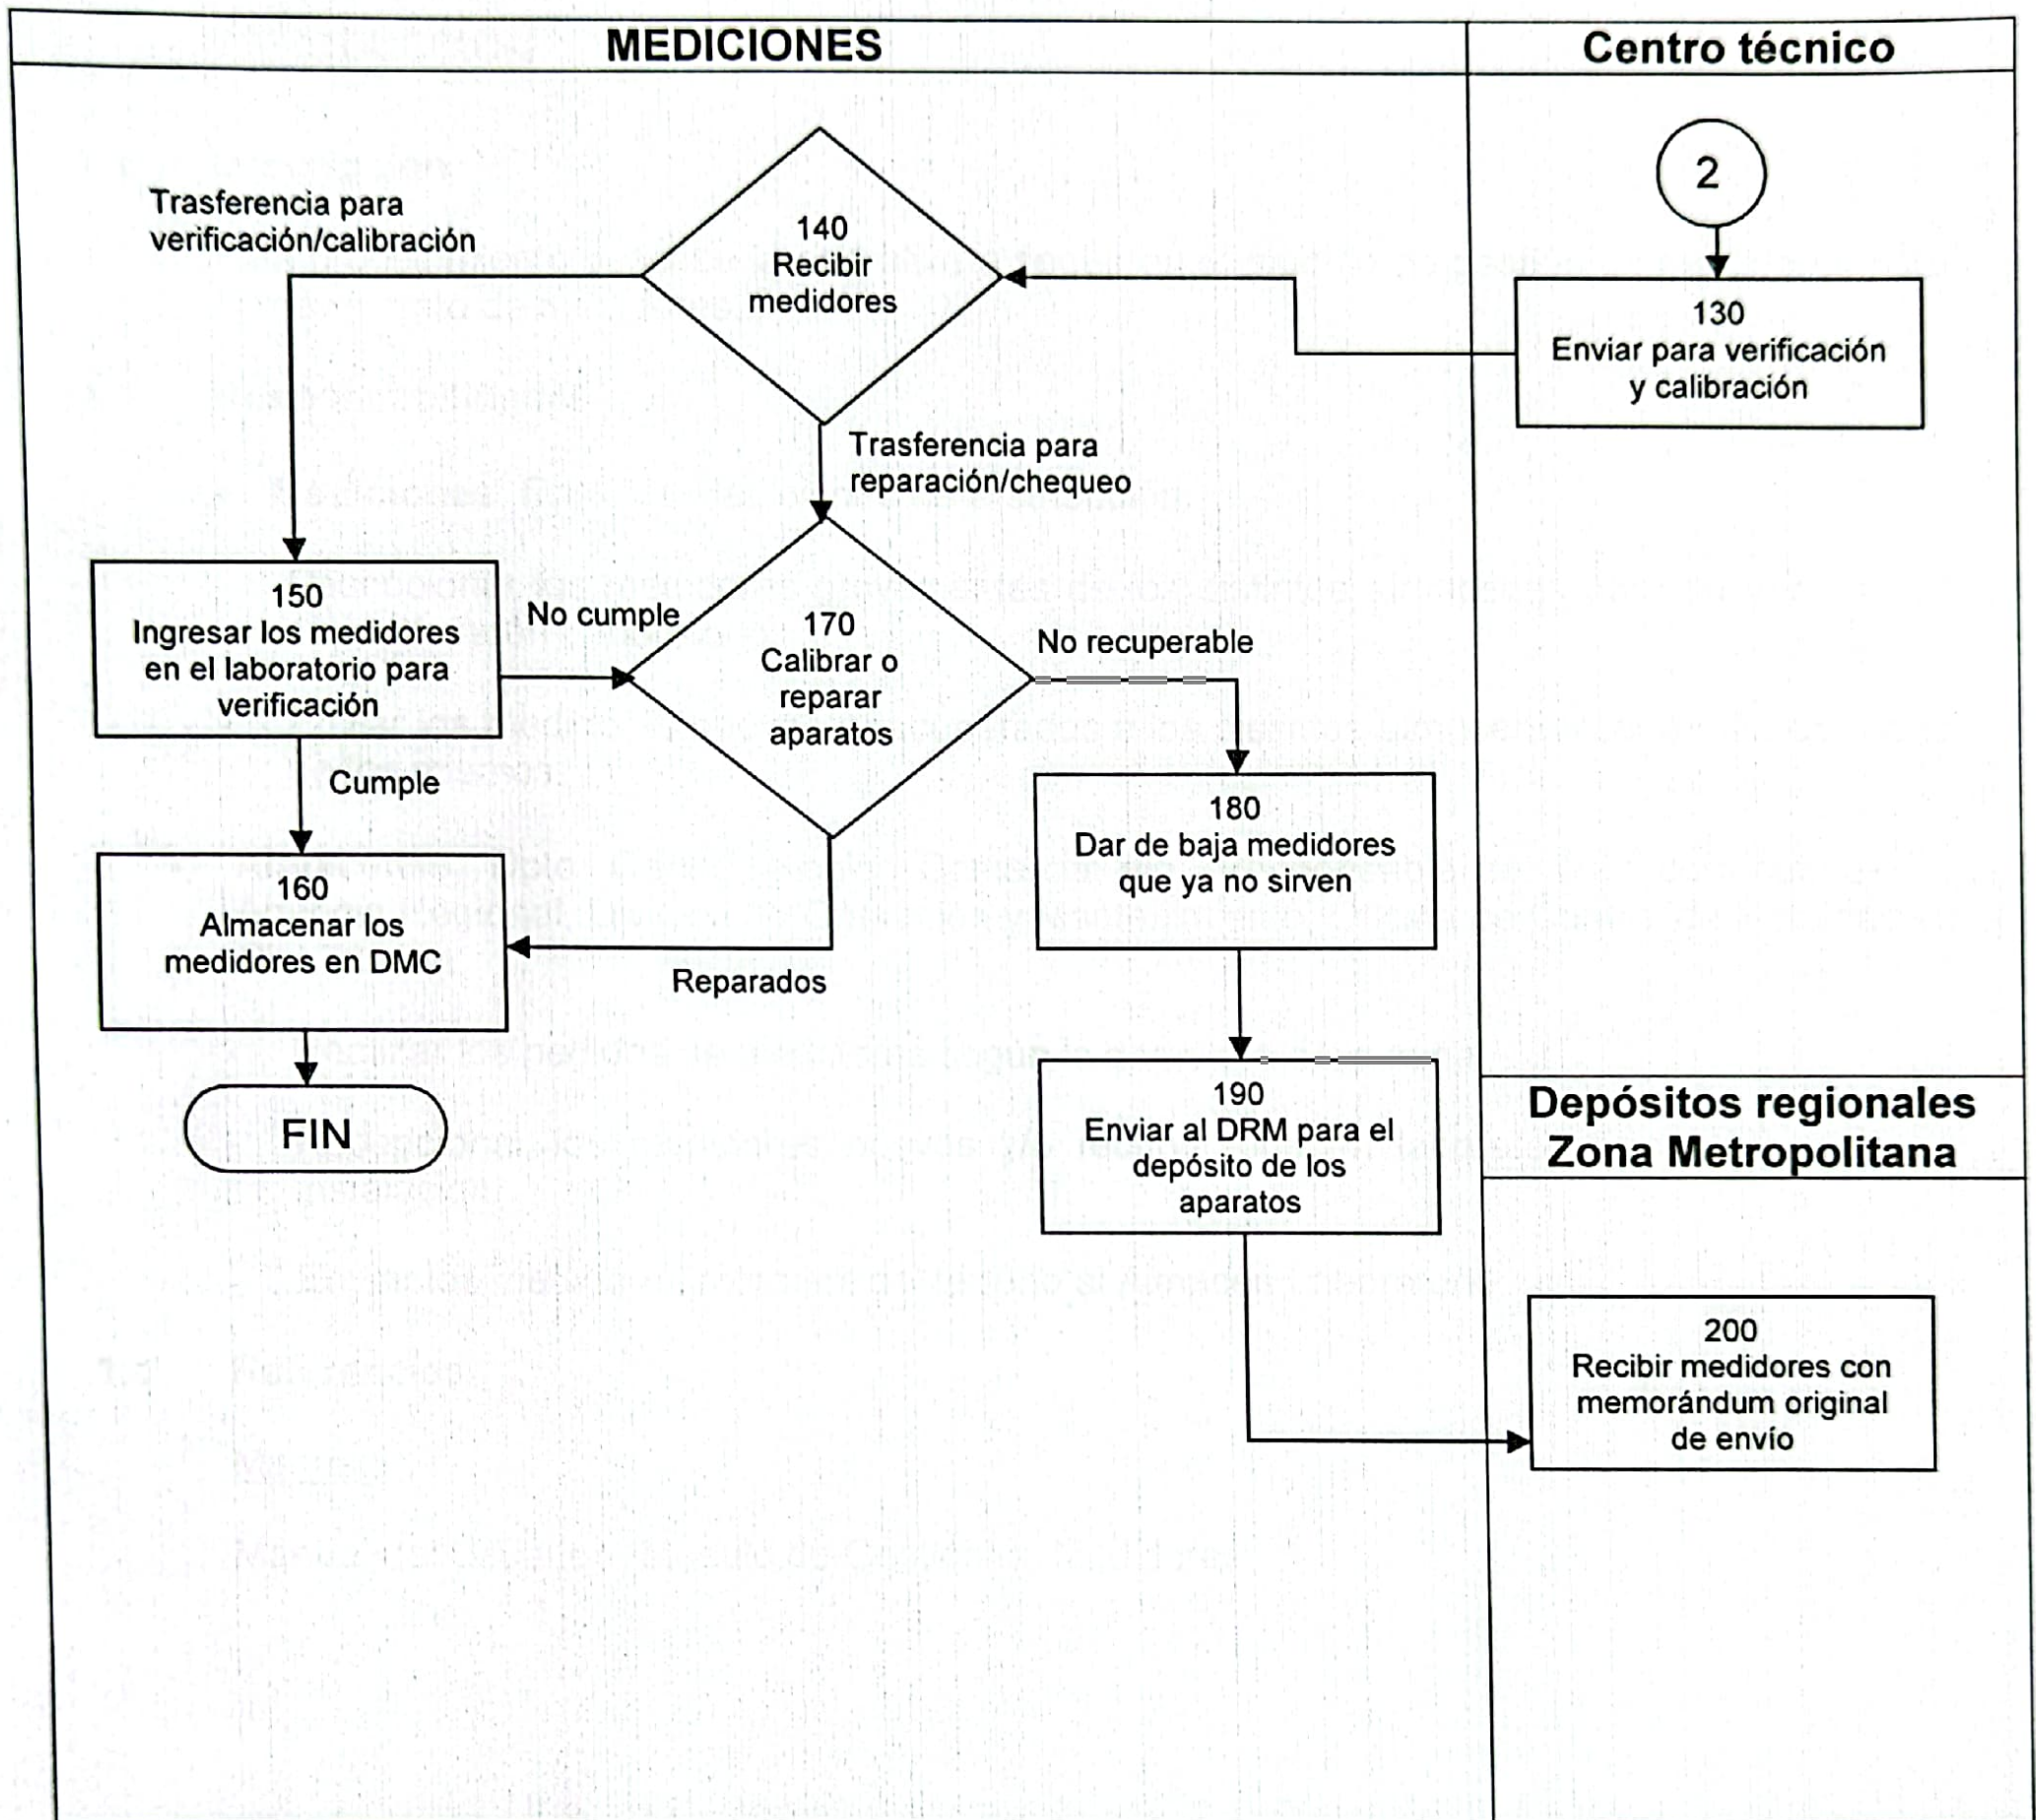 MEDICIONES
Centro técnico
2
130
Enviar para verificación
y calibración
140
Recibir
medidores
Trasferencia para
verificación/calibración
Trasferencia para
reparación/chequeo
150
Ingresar los medidores
en el laboratorio para
verificación
No cumple
170
Calibrar o
reparar
aparatos
No recuperable
Cumple
160
Almacenar los
medidores en DMC
Reparados
180
Dar de baja medidores
que ya no sirven
FIN
190
Enviar al DRM para el
depósito de los
aparatos
Depósitos regionales
Zona Metropolitana
200
Recibir medidores con
memorándum original
de envío